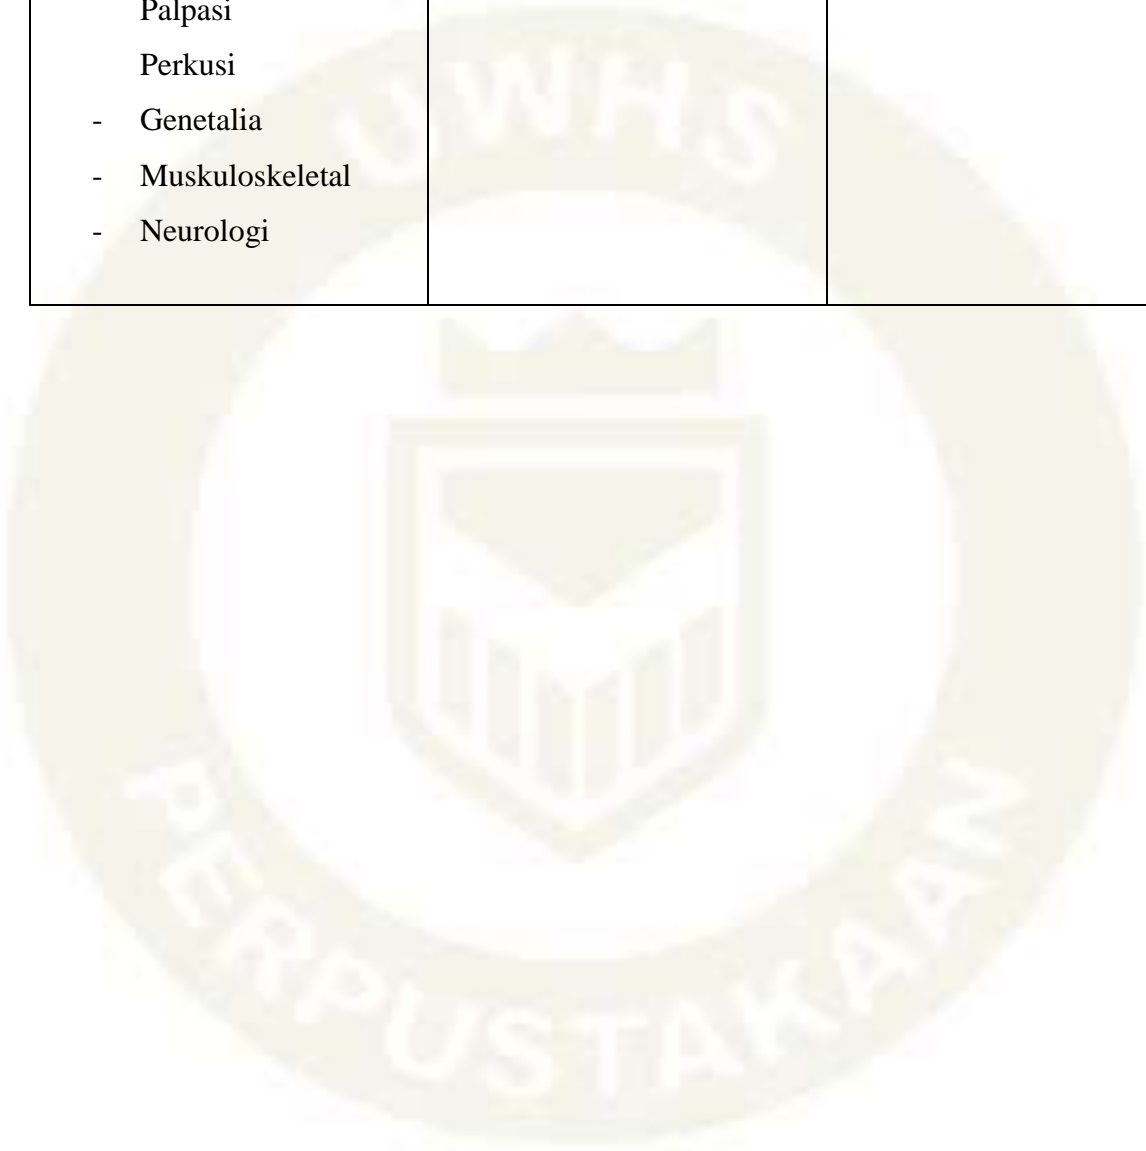 Palpasi
Perkusi
- Genetalia
- Muskuloskeletal
- Neurologi
UWHS
PERPUSTAKAAN